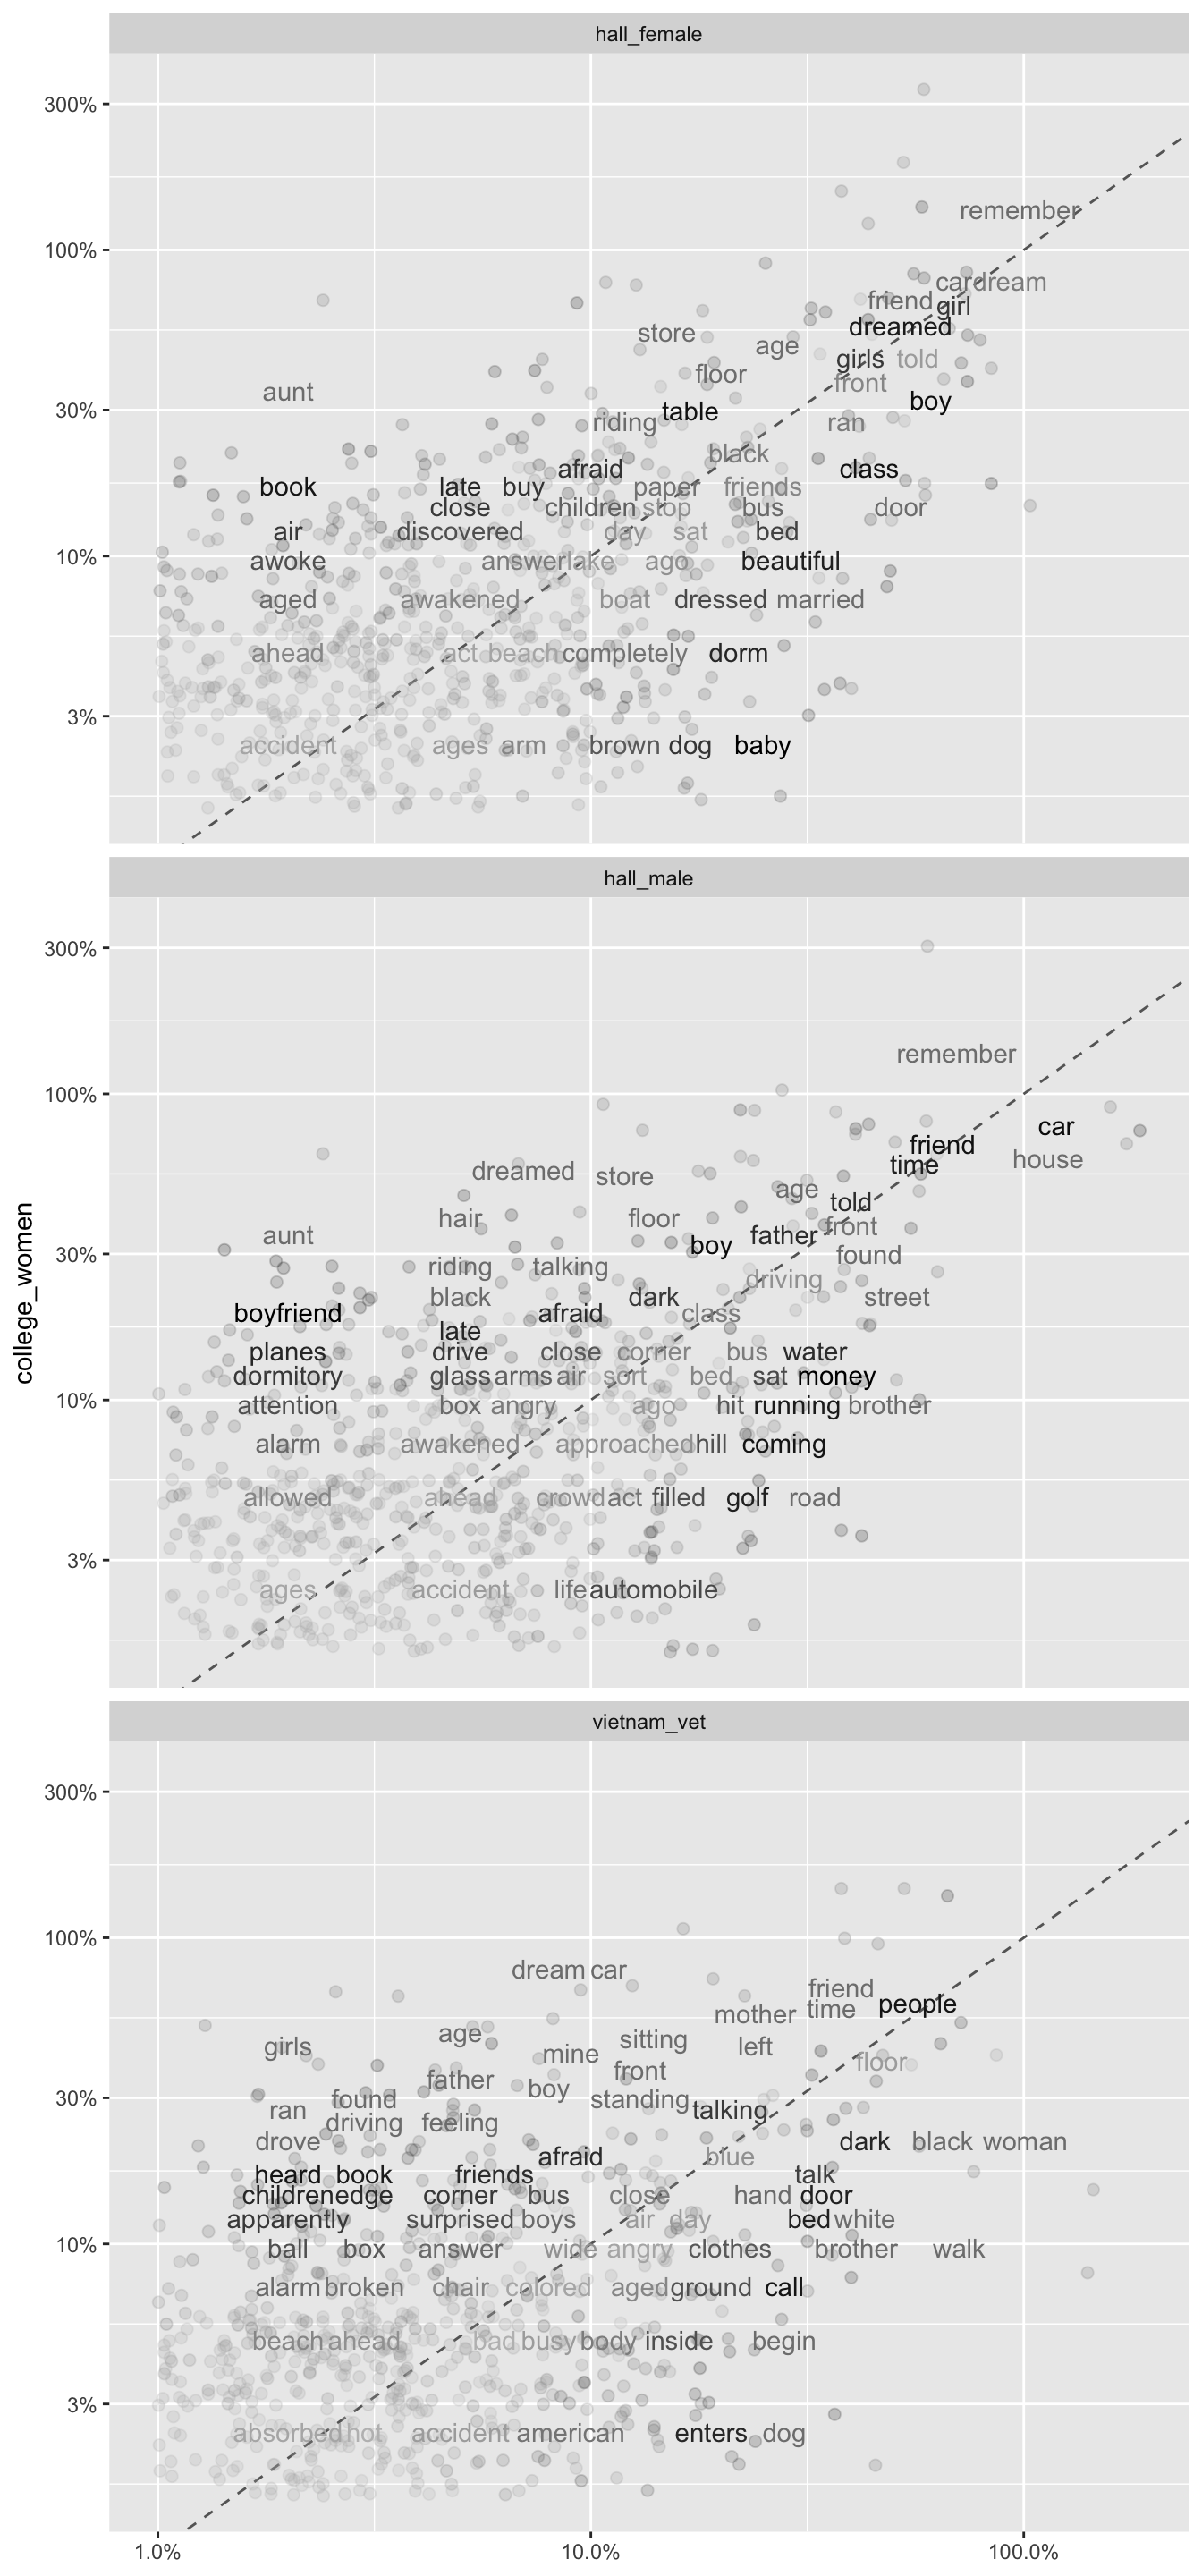 hall_female
300%
remember
100%
cardream
friend girl
dreamed
store
age
girls told
floor
front
aunt
boy
table
riding
ran
black
afraid
class
book late buy paper friends
close children stop bus door
air discovered day sat bed
awoke answerlake ago beautiful
aged awakened boat dressed married
ahead act beach completely dorm
accident ages arm brown dog baby
30%
10%
3%
hall_male
300%
remember
100%
car
friend
time house
dreamed store
age
told
hair floor front
aunt father
boy
found
riding talking
driving
black dark street
boyfriend afraid class
late
planes drive close corner bus water
dormitory glass arms air sort bed sat money
attention box angry ago hit running brother
alarm awakened approached hill coming
allowed ahead crowd act filled golf road
ages accident life automobile
30%
10%
3%
college_women
vietnam_vet
300%
100%
dream car
friend
people
time
mother
age sitting
girls left
mine
floor
front
father
boy
found standing
ran talking
driving feeling
drove dark black woman
afraid blue
heard book friends talk
children edge corner bus close hand door
apparently surprised boys air day bed white
ball box answer wide angry clothes brother walk
alarm broken chair colored aged ground call
beach ahead bad busy body inside begin
absorbed hot accident american enters dog
30%
10%
3%
1.0% 10.0% 100.0%